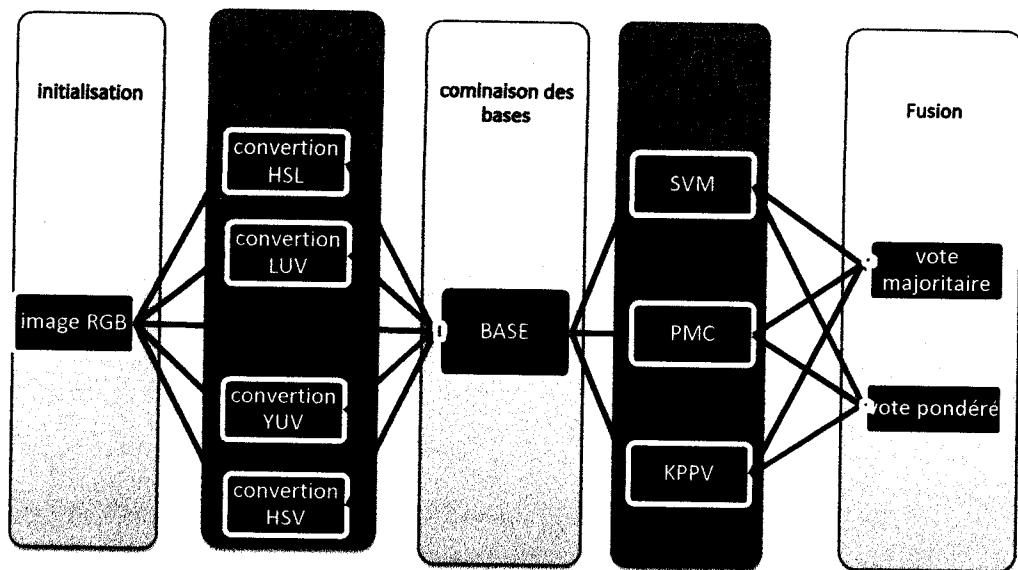 initialisation
image RGB
convertion
HSL
convertion
LUV
convertion
YUV
convertion
HSV
cominaison des
bases
BASE
SVM
PMC
KPPV
Fusion
vote
majoritaire
vote pondéré